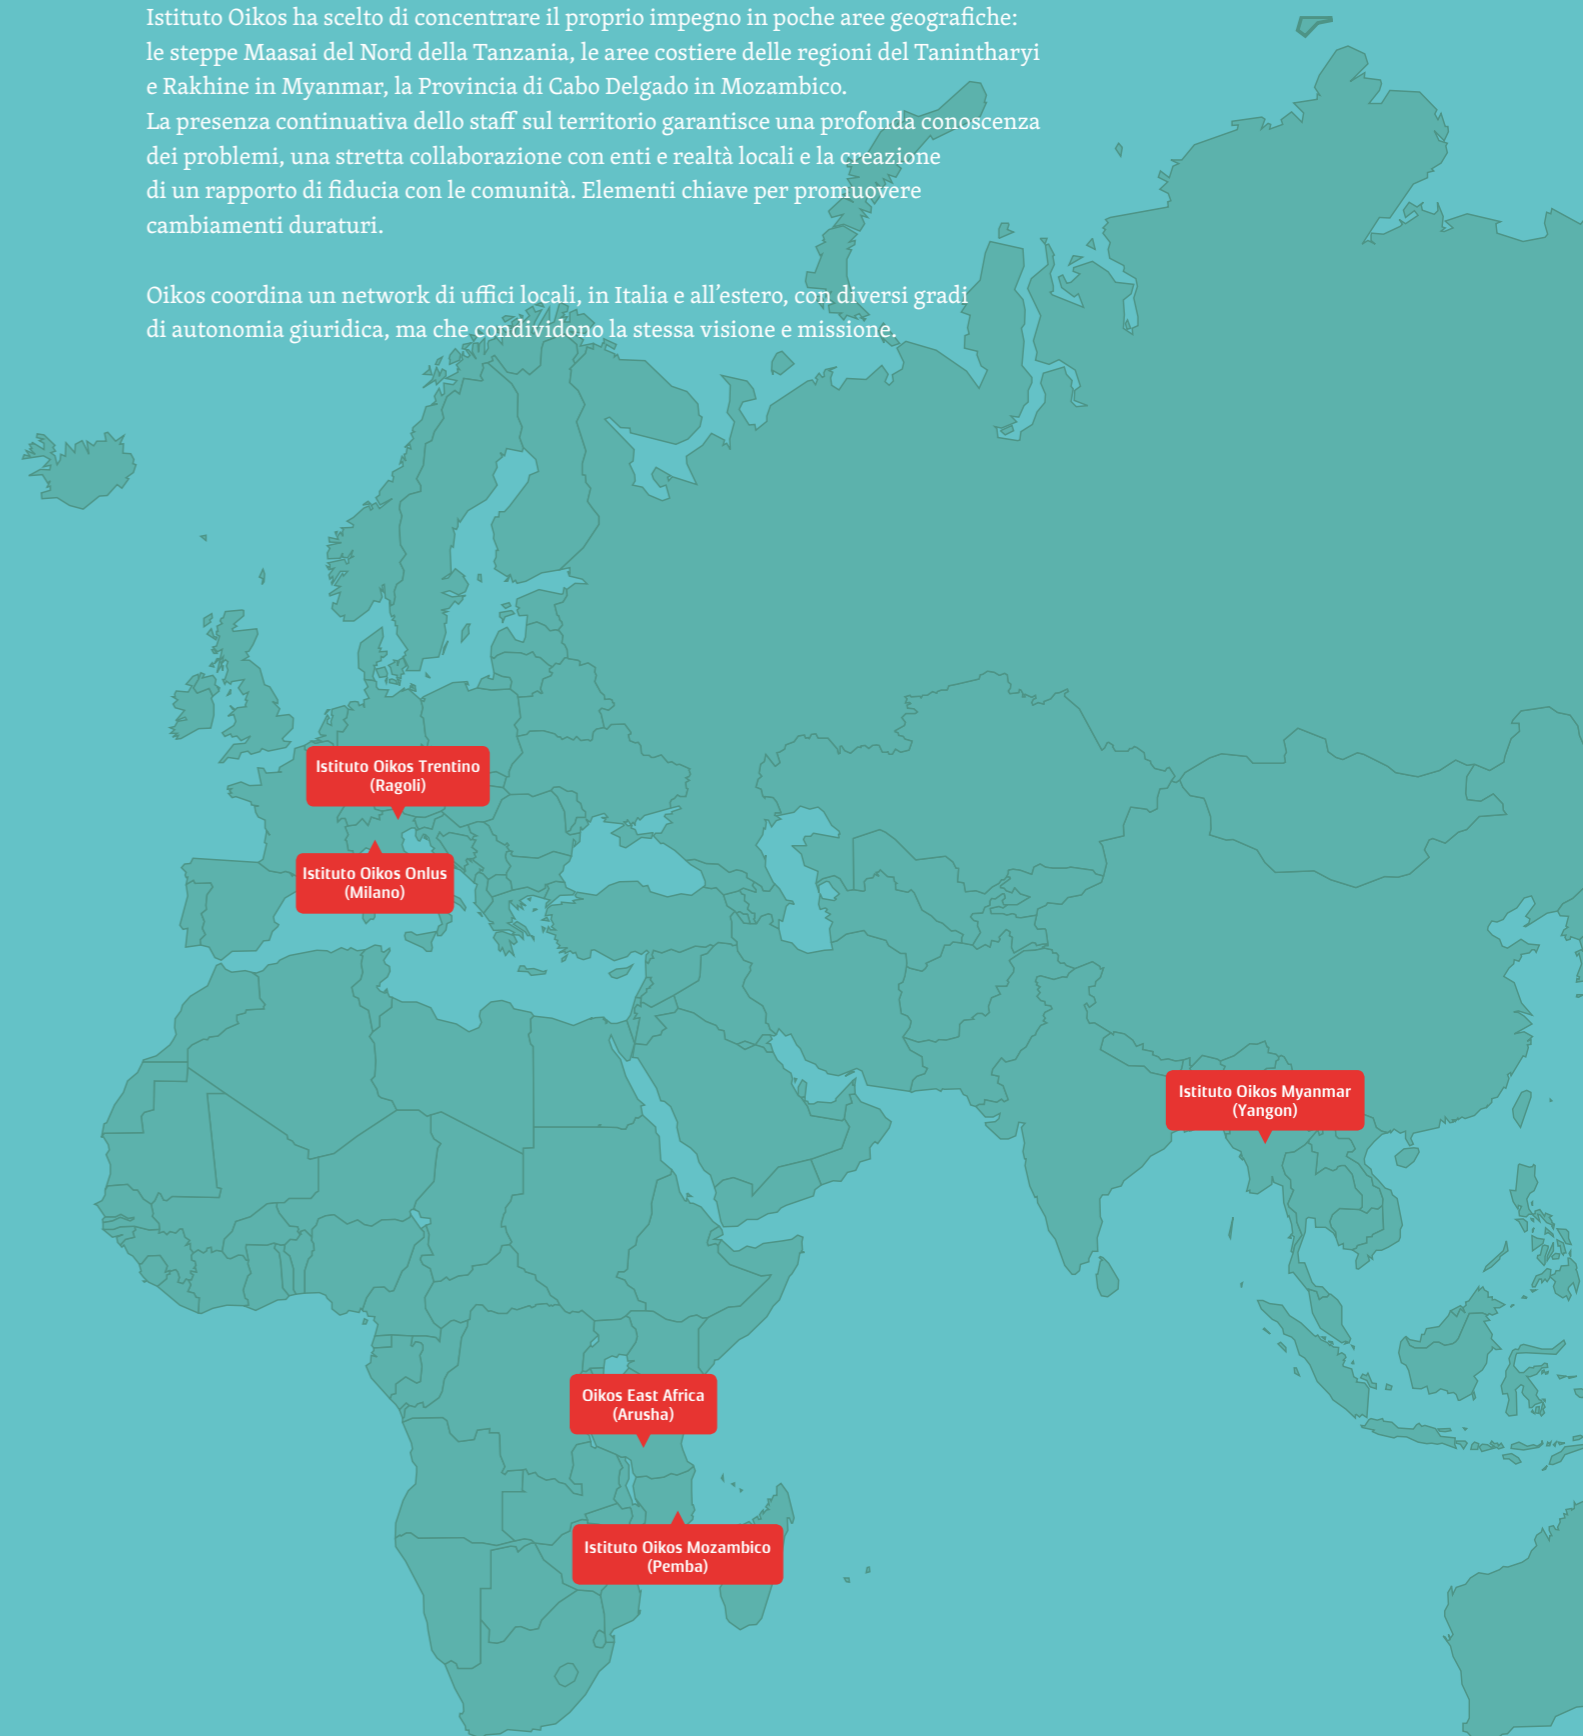 Istituto Oikos ha scelto di concentrare il proprio impegno in poche aree geografiche:
le steppe Maasai del Nord della Tanzania, le aree costiere delle regioni del Tanintharyi
e Rakhine in Myanmar, la Provincia di Cabo Delgado in Mozambico.
La presenza continuativa dello staff sul territorio garantisce una profonda conoscenza
dei problemi, una stretta collaborazione con enti e realtà locali e la creazione
di un rapporto di fiducia con le comunità. Elementi chiave per promuovere
cambiamenti duraturi.
Oikos coordina un network di uffici locali, in Italia e all’estero, con diversi gradi
di autonomia giuridica, ma che condividono la stessa visione e missione.
Istituto Oikos Trentino
(Ragoli)
Istituto Oikos Onlus
(Milano)
Istituto Oikos Myanmar
(Yangon)
Oikos East Africa
(Arusha)
Istituto Oikos Mozambico
(Pemba)